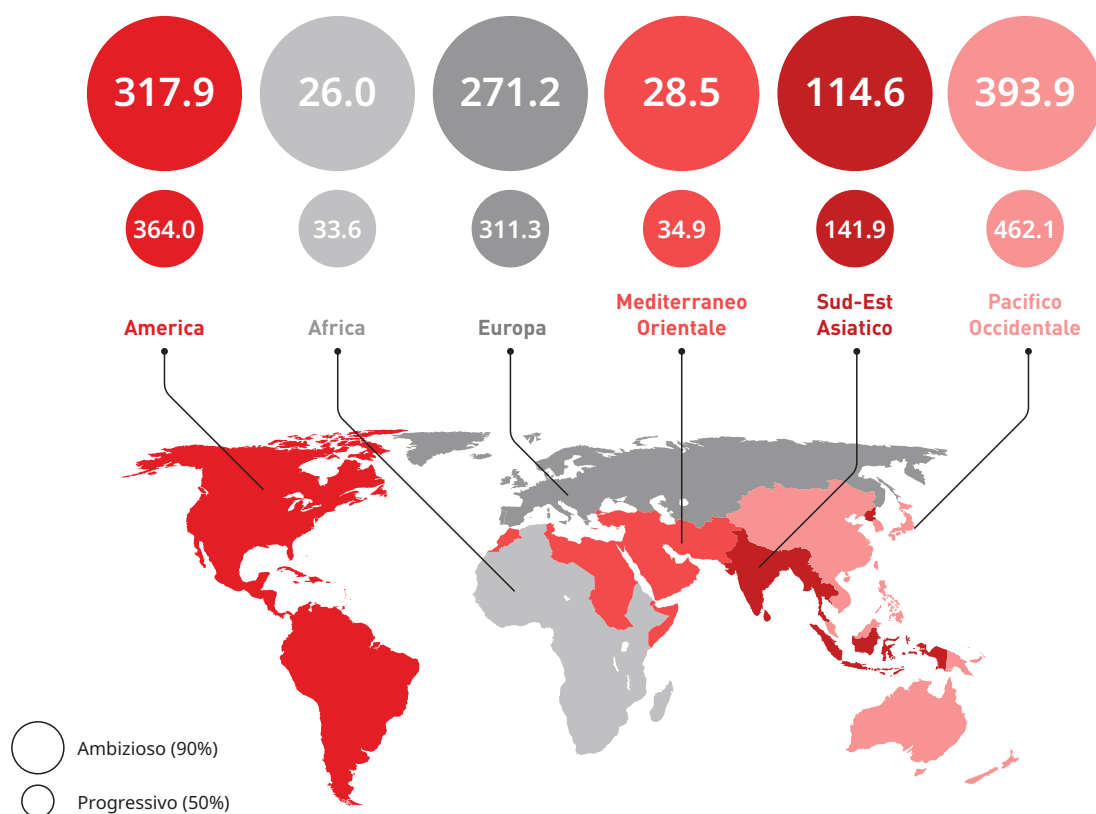 317.9 26.0 271.2 28.5 114.6 393.9
364.0 33.6 311.3 34.9 141.9 462.1
America
Africa
Europa
Mediterraneo
Orientale
Sud-Est
Asiatico
Pacifico
Occidentale
Ambizioso (90%)
Progressivo (50%)